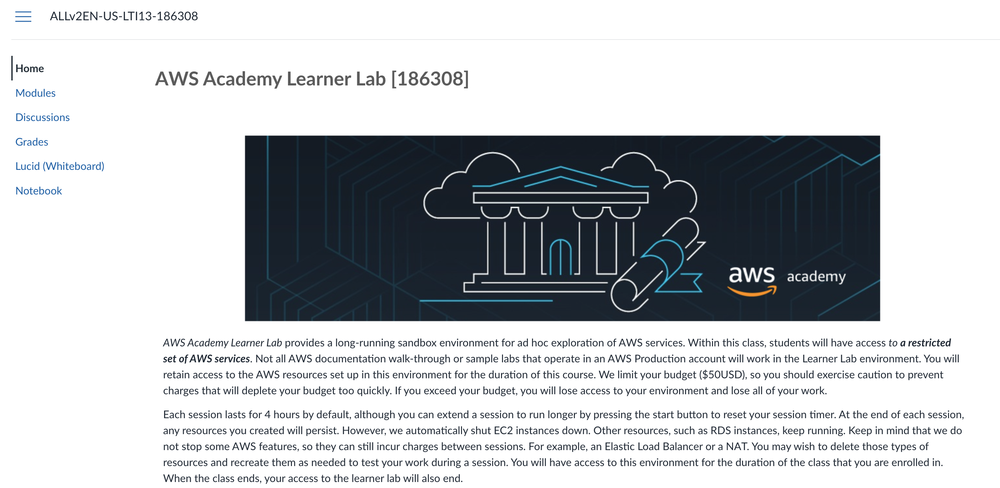 ALLv2EN-US-LTI13-186308
Home
Modules
Discussions
Grades
Lucid (Whiteboard)
Notebook
AWS Academy Learner Lab [186308]
aws academy
AWS Academy Learner Lab provides a long-running sandbox environment for ad hoc exploration of AWS services. Within this class, students will have access to a restricted
set of AWS services. Not all AWS documentation walk-through or sample labs that operate in an AWS Production account will work in the Learner Lab environment. You will
retain access to the AWS resources set up in this environment for the duration of this course. We limit your budget ($50USD), so you should exercise caution to prevent
charges that will deplete your budget too quickly. If you exceed your budget, you will lose access to your environment and lose all of your work.
Each session lasts for 4 hours by default, although you can extend a session to run longer by pressing the start button to reset your session timer. At the end of each session,
any resources you created will persist. However, we automatically shut EC2 instances down. Other resources, such as RDS instances, keep running. Keep in mind that we do
not stop some AWS features, so they can still incur charges between sessions. For example, an Elastic Load Balancer or a NAT. You may wish to delete those types of
resources and recreate them as needed to test your work during a session. You will have access to this environment for the duration of the class that you are enrolled in.
When the class ends, your access to the learner lab will also end.